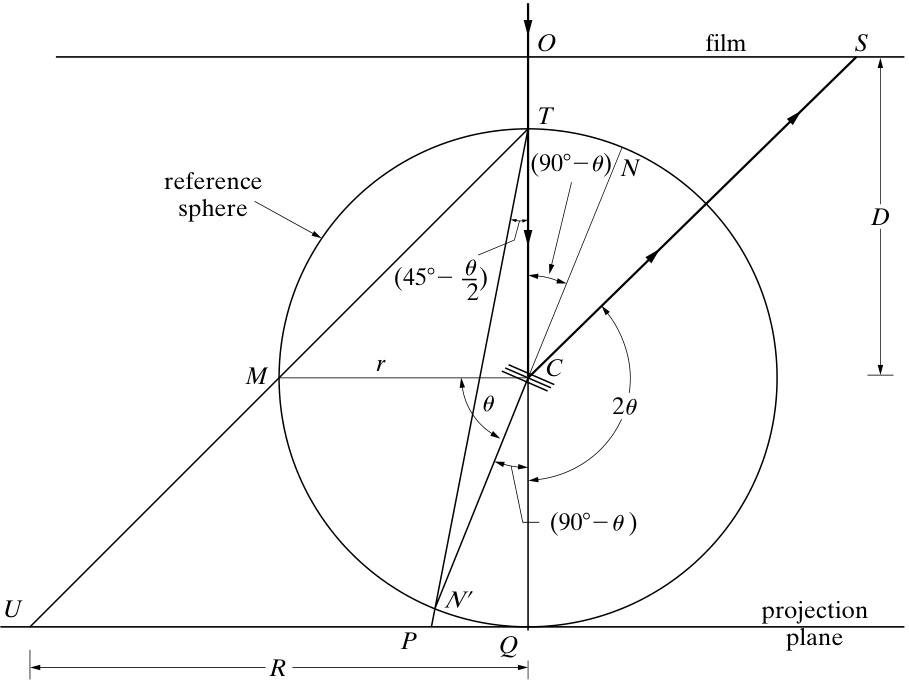 O
film
S
T
(90°−θ)
N
reference
sphere
D
(45°− θ/2)
M
r
C
θ
2θ
(90°−θ )
U
N′
projection
plane
P
Q
R